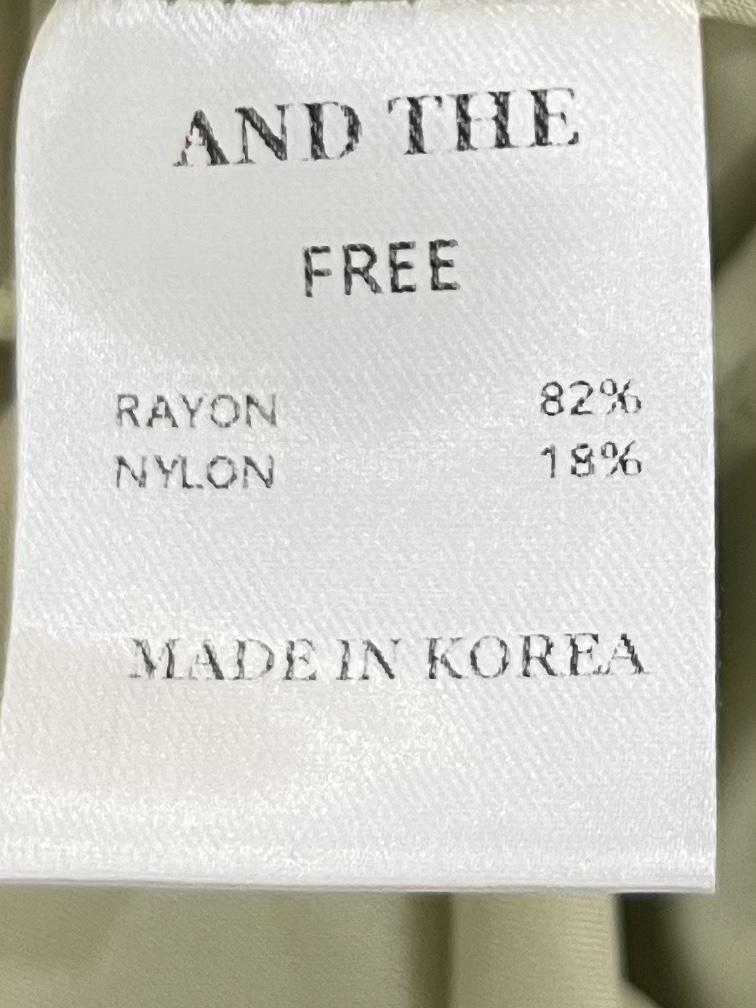 AND THE
FREE
RAYON 82%
NYLON 18%
MADE IN KOREA